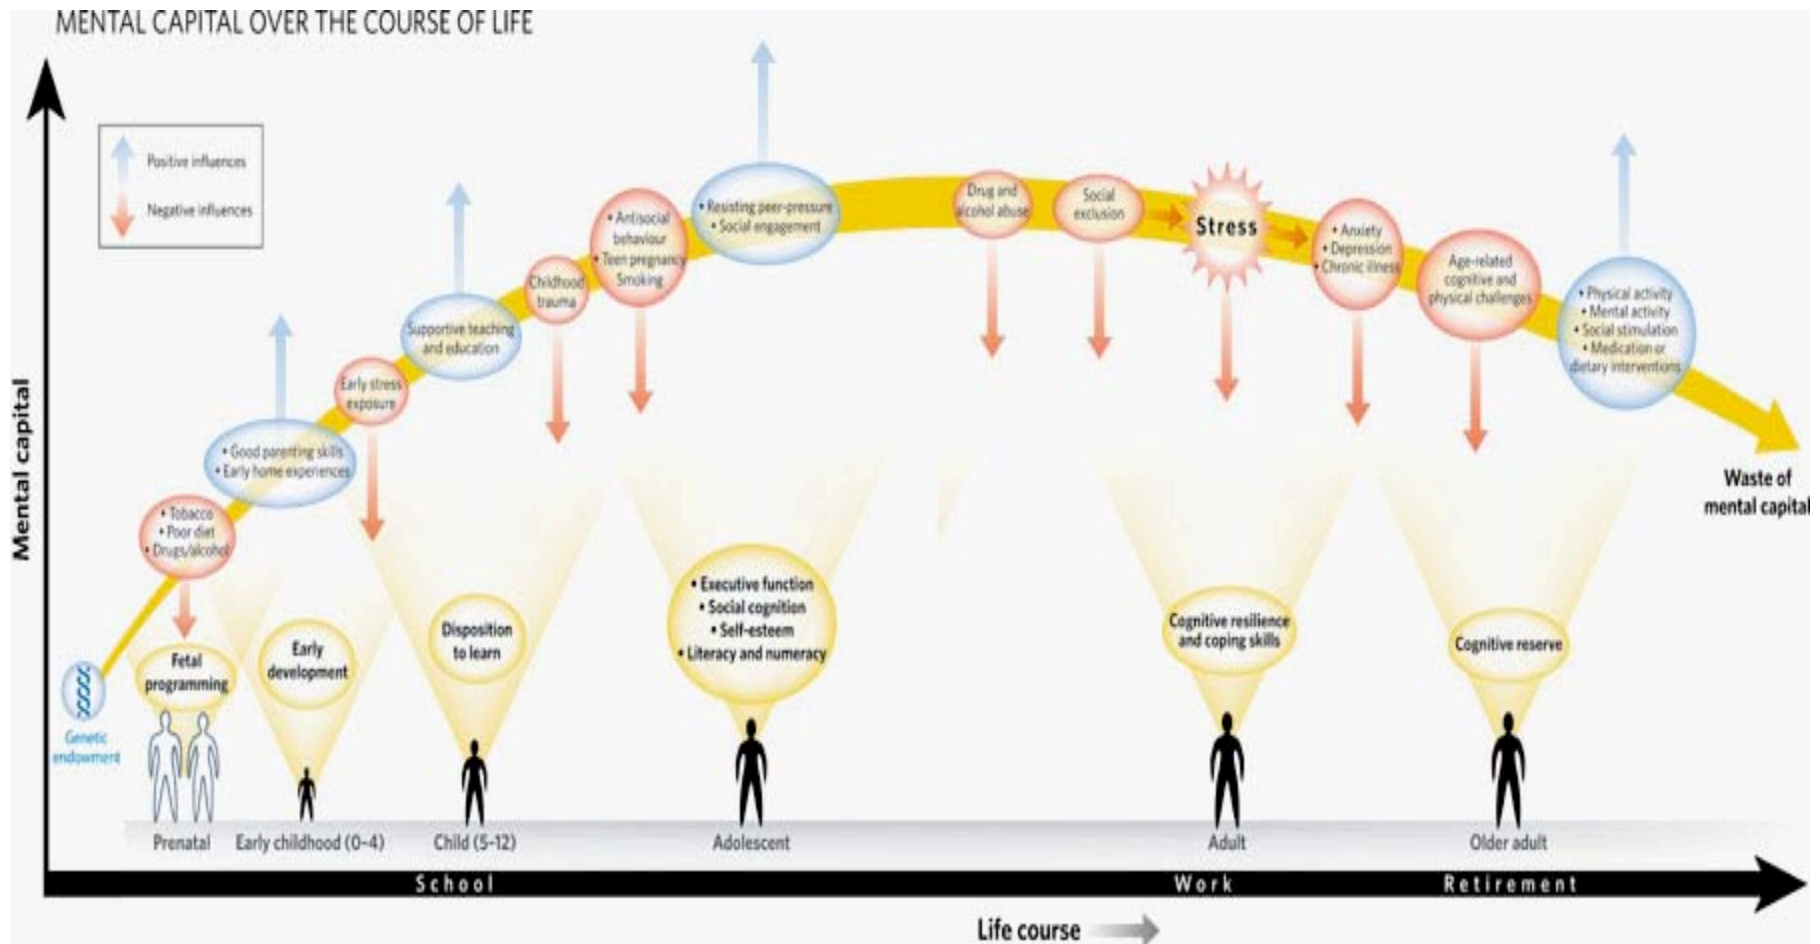 MENTAL CAPITAL OVER THE COURSE OF LIFE
Positive influences
Negative influences
Mental capital
Genetic
endowment
• Tobacco
• Poor diet
• Drugs/alcohol
• Good parenting skills
• Early home experiences
Early stress
exposure
Supportive teaching
and education
Childhood
trauma
• Antisocial
behaviour
• Teen pregnancy
Smoking
• Resisting peer-pressure
• Social engagement
Drug and
alcohol abuse
Social
exclusion
Stress
• Anxiety
• Depression
• Chronic illness
Age-related
cognitive and
physical challenges
• Physical activity
• Mental activity
• Social stimulation
• Medication or
dietary interventions
Waste of
mental capital
Fetal
programming
Early
development
Disposition
to learn
• Executive function
• Social cognition
• Self-esteem
• Literacy and numeracy
Cognitive resilience
and coping skills
Cognitive reserve
Prenatal
Early childhood (0–4)
Child (5–12)
Adolescent
Adult
Older adult
School
Work
Retirement
Life course